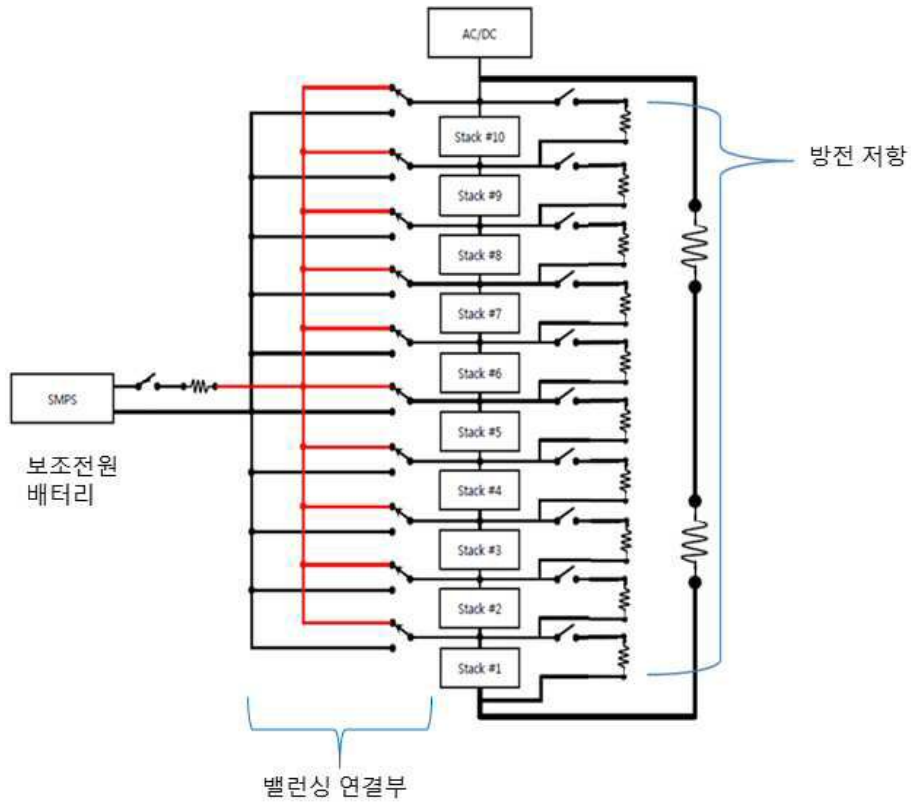 AC/DC
Stack #10
방전 저항
Stack #9
Stack #8
Stack #7
Stack #6
SMPS
Stack #5
보조전원
배터리
Stack #4
Stack #3
Stack #2
Stack #1
밸런싱 연결부